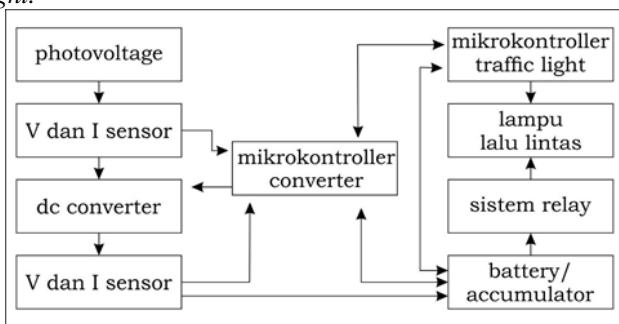 photovoltage
V dan I sensor
dc converter
V dan I sensor
mikrokontroller
converter
mikrokontroller
traffic light
lampu
lalu lintas
sistem relay
battery/
accumulator